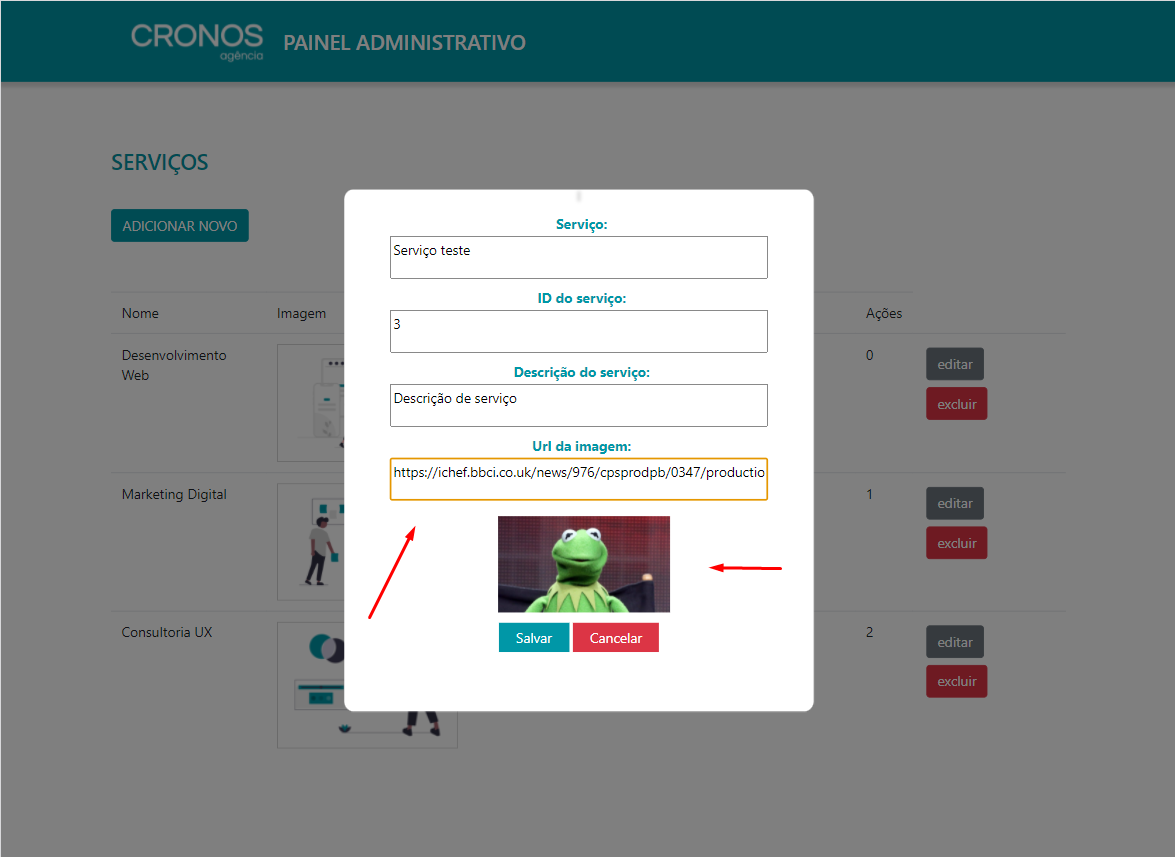 CRONOS
agência
PAINEL ADMINISTRATIVO
SERVIÇOS
ADICIONAR NOVO
Nome
Imagem
Ações
Desenvolvimento
Web
0
editar
excluir
Marketing Digital
1
editar
excluir
Consultoria UX
2
editar
excluir
Serviço:
Serviço teste
ID do serviço:
3
Descrição do serviço:
Descrição de serviço
Url da imagem:
https://ichef.bbci.co.uk/news/976/cpsprodpb/0347/productio
Salvar
Cancelar